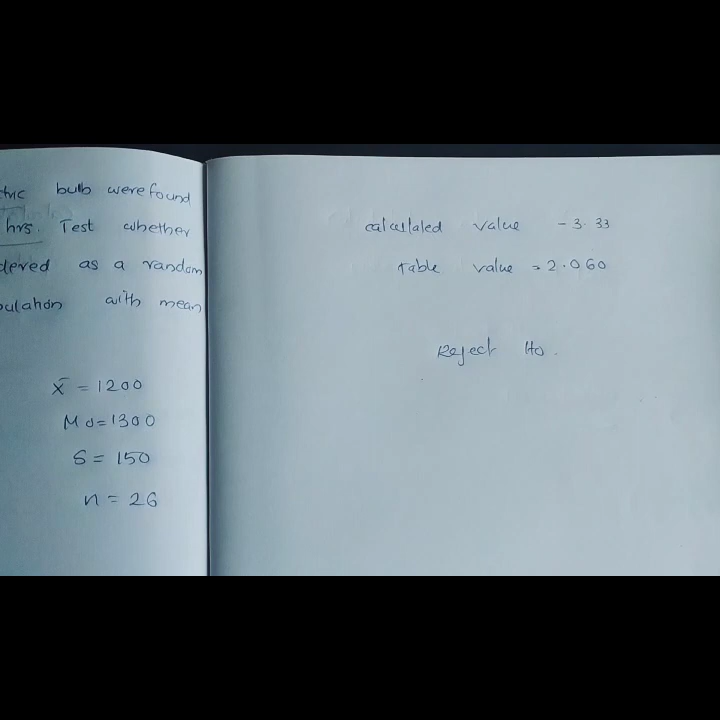 bulb were found
hrs. Test whether
as a random
with mean
x̄ = 1200
Mo=1300
S = 150
n = 26
calculated value - 3.33
table value = 2.060
Reject Ho.